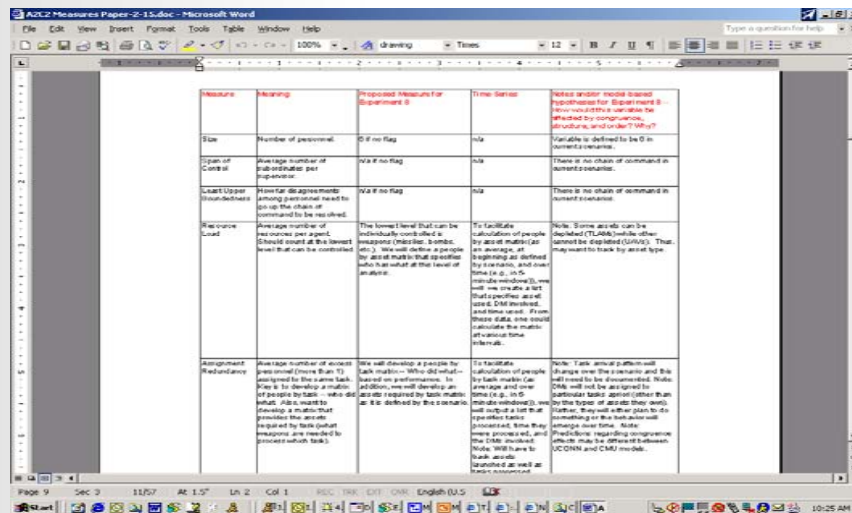 A2C2 Measures Paper-2-15.doc - Microsoft Word
File Edit View Insert Format Tools Table Window Help
Type a question for help
100% drawing Times 12 B I U
Measure Meaning Proposed Measure for Experiment 8 Time Series Notes and/or model-based hypotheses for Experiment 8 -- How would this variable be affected by congruence, structure, and order? Why?
Size Number of personnel. 6 if no flag n/a Variable is defined to be 6 in current scenarios.
Span of Control Average number of subordinates per supervisor. n/a if no flag n/a There is no chain of command in current scenarios.
Least Upper Boundedness How far disagreements among personnel need to go up the chain of command to be resolved. n/a if no flag n/a There is no chain of command in current scenarios.
Resource Load Average number of resources per agent. Should count at the lowest level that can be controlled. The lowest level that can be individually controlled is weapons (missiles, bombs, etc.). We will define a people by asset matrix that specifies who has what at this level of analysis. To facilitate calculation of people by asset matrix (as an average, at beginning as defined by scenario, and over time (e.g., in 5-minute windows)), we will we create a list that specifies asset used, DM involved, and time used. From these data, one could calculate the matrix at various time intervals. Note: Some assets can be depleted (TLAMs) while other cannot be depleted (UAVs). Thus, may want to track by asset type.
Assignment Redundancy Average number of excess personnel (more than 1) assigned to the same task. Key is to develop a matrix of people by task -- who did what. Also, want to develop a matrix that provides the assets required by task (what weapons are needed to process which task). We will develop a people by task matrix -- Who did what -- based on performance. In addition, we will develop an assets required by task matrix as it is defined by the scenario. To facilitate calculation of people by task matrix (as average and over time (e.g., in 5-minute windows)), we will output a list that specifies tasks processed, time they were processed, and the DMs involved. Note: Will have to track assets launched as well as tasks processed Note: Task arrival pattern will change over the scenario and this will need to be documented. Note: DMs will not be assigned to particular tasks apriori (other than by the types of assets they own). Rather, they will either plan to do something or the behavior will emerge over time. Note: Predictions regarding congruence effects may be different between UCONN and CMU models.
Page 9 Sec 3 11/57 At 1.5" Ln 2 Col 1 REC TRK EXT OVR English (U.S
Start 10:25 AM